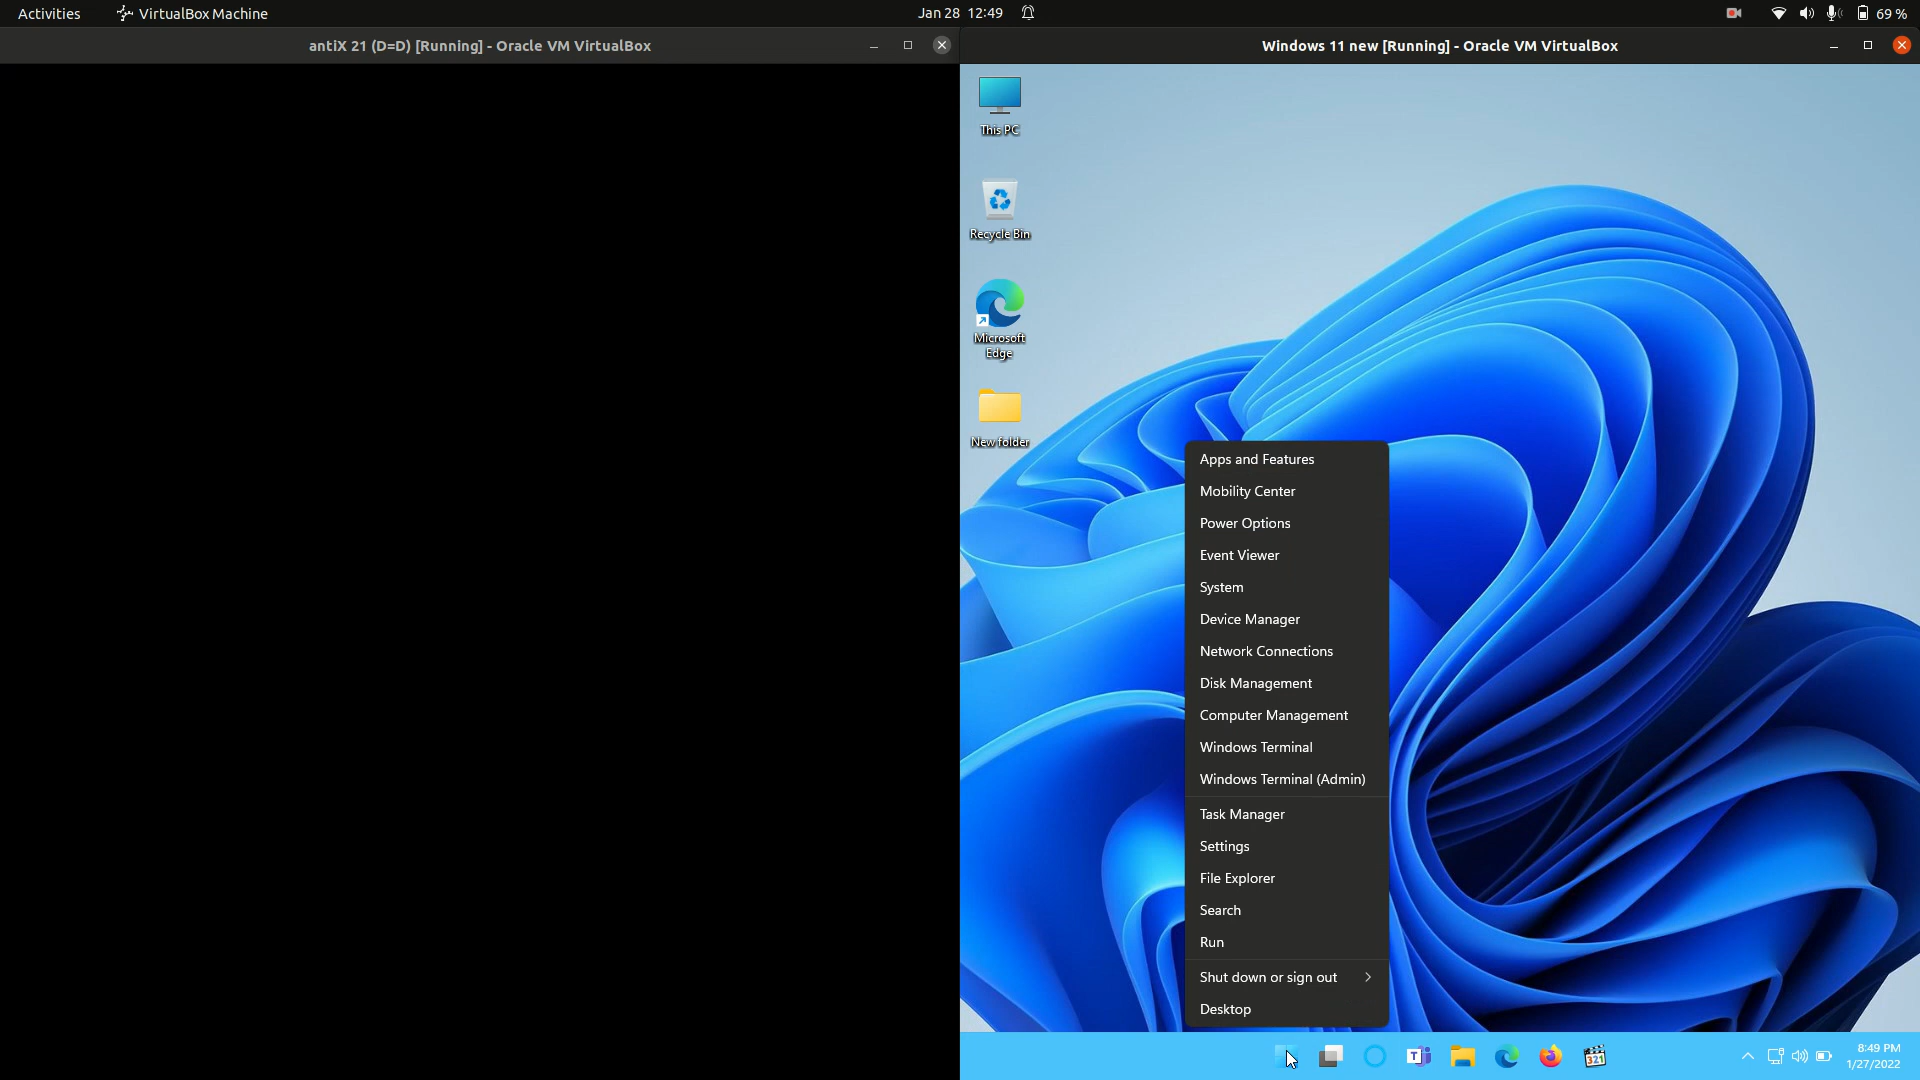 Activities
VirtualBox Machine
Jan 28 12:49
69 %
antiX 21 (D=D) [Running] - Oracle VM VirtualBox
Windows 11 new [Running] - Oracle VM VirtualBox
This PC
Recycle Bin
Microsoft
Edge
New folder
Apps and Features
Mobility Center
Power Options
Event Viewer
System
Device Manager
Network Connections
Disk Management
Computer Management
Windows Terminal
Windows Terminal (Admin)
Task Manager
Settings
File Explorer
Search
Run
Shut down or sign out
Desktop
T
321
8:49 PM
1/27/2022